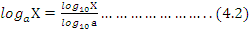 log_a X = log_10 X / log_10 a … … … … … … … . . (4.2)